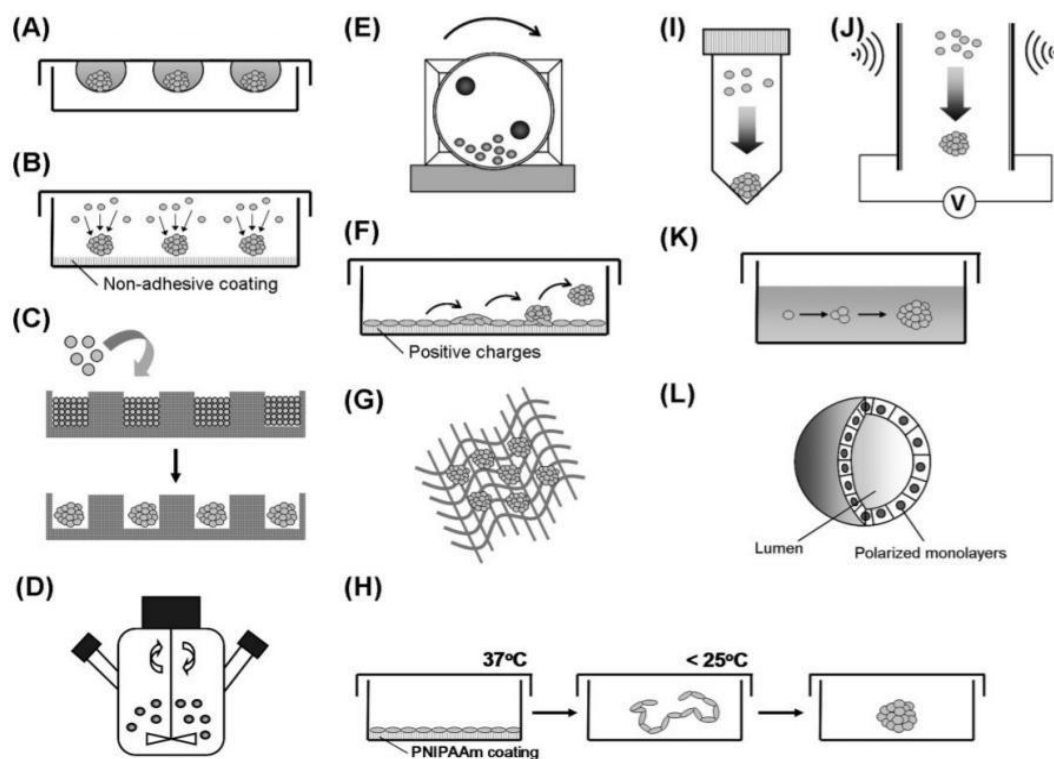 (A)
(B)
Non-adhesive coating
(C)
(D)
(E)
(F)
Positive charges
(G)
(H)
37°C
< 25°C
PNIPAAm coating
(I)
(J)
V
(K)
(L)
Lumen
Polarized monolayers